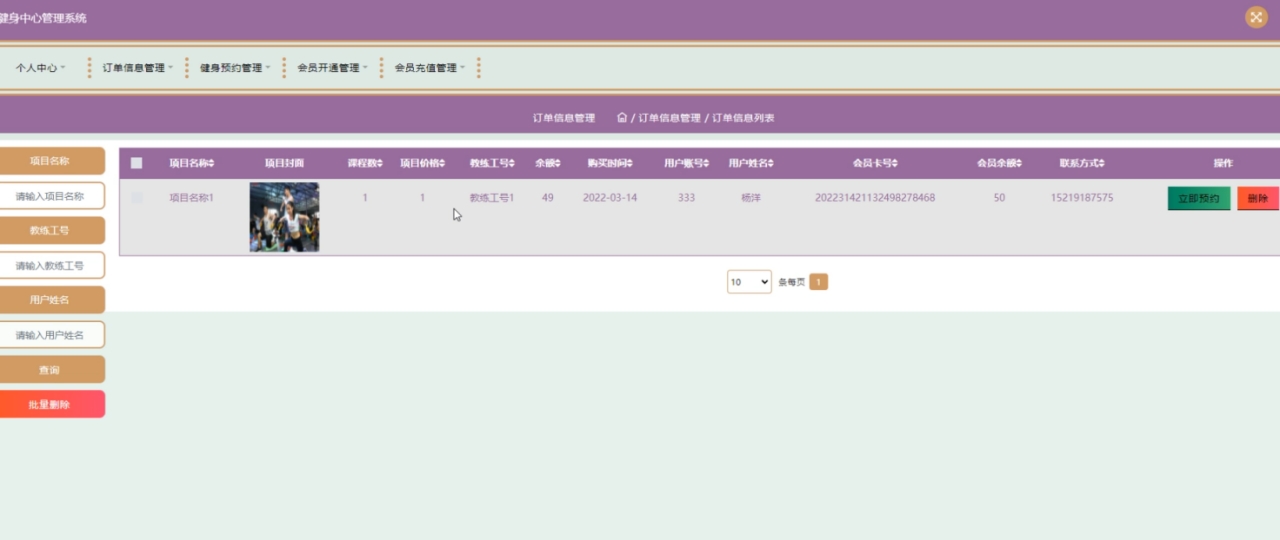 健身中心管理系统
个人中心 订单信息管理 健身预约管理 会员开通管理 会员充值管理
订单信息管理 / 订单信息管理 / 订单信息列表
项目名称
请输入项目名称
教练工号
请输入教练工号
用户姓名
请输入用户姓名
查询
批量删除
项目名称 项目封面 课程数 项目价格 教练工号 余额 购买时间 用户账号 用户姓名 会员卡号 会员余额 联系方式 操作
项目名称1 1 1 教练工号1 49 2022-03-14 333 杨洋 202231421132498278468 50 15219187575 立即预约 删除
10 条每页 1